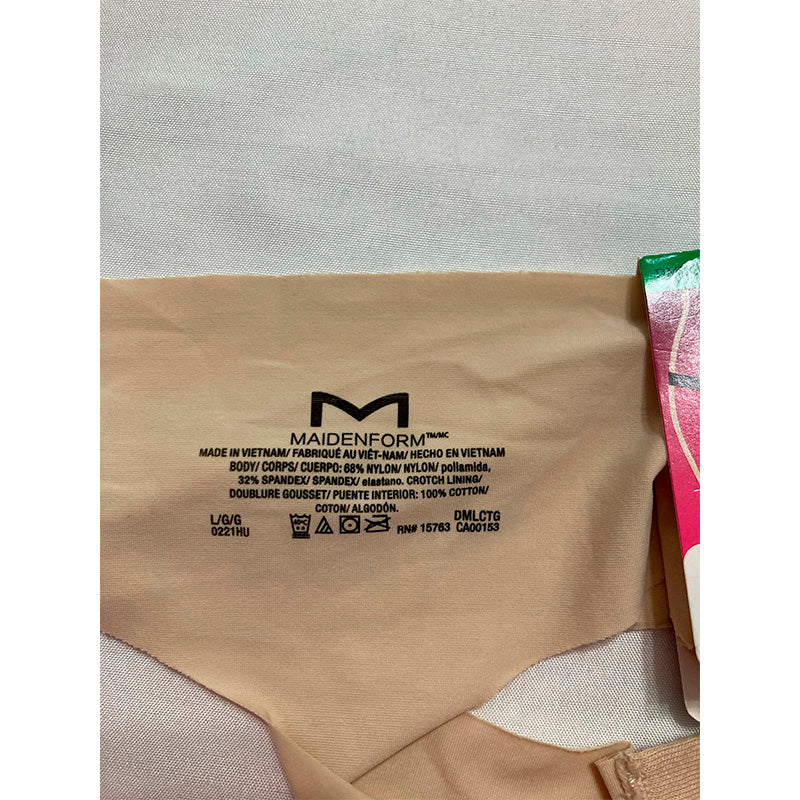 M
MAIDENFORM™/MC
MADE IN VIETNAM/ FABRIQUÉ AU VIÊT-NAM/ HECHO EN VIETNAM
BODY/ CORPS/ CUERPO: 68% NYLON/ NYLON/ poliamida,
32% SPANDEX/ SPANDEX/ elastano. CROTCH LINING/
DOUBLURE GOUSSET/ PUENTE INTERIOR: 100% COTTON/
COTON/ ALGODÓN.
L/G/G
0221HU
40°C
RN# 15763
DMLCTG
CA00153